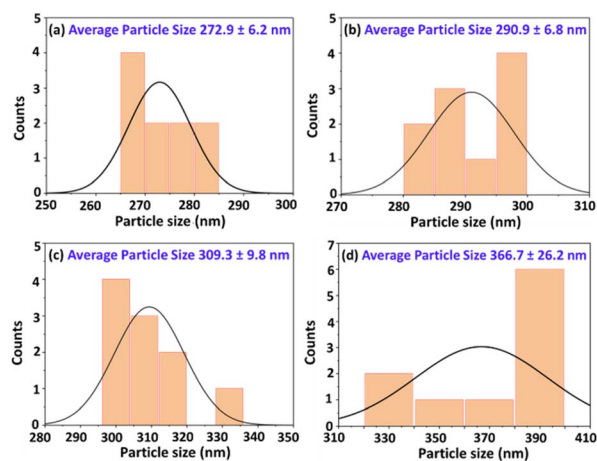 (a) Average Particle Size 272.9 ± 6.2 nm
5
4
3
2
1
0
Counts
250 260 270 280 290 300
Particle size (nm)
(b) Average Particle Size 290.9 ± 6.8 nm
5
4
3
2
1
0
Counts
270 280 290 300 310
Particle size (nm)
(c) Average Particle Size 309.3 ± 9.8 nm
5
4
3
2
1
0
Counts
280 290 300 310 320 330 340 350
Particle size (nm)
(d) Average Particle Size 366.7 ± 26.2 nm
7
6
5
4
3
2
1
0
Counts
310 330 350 370 390 410
Particle size (nm)